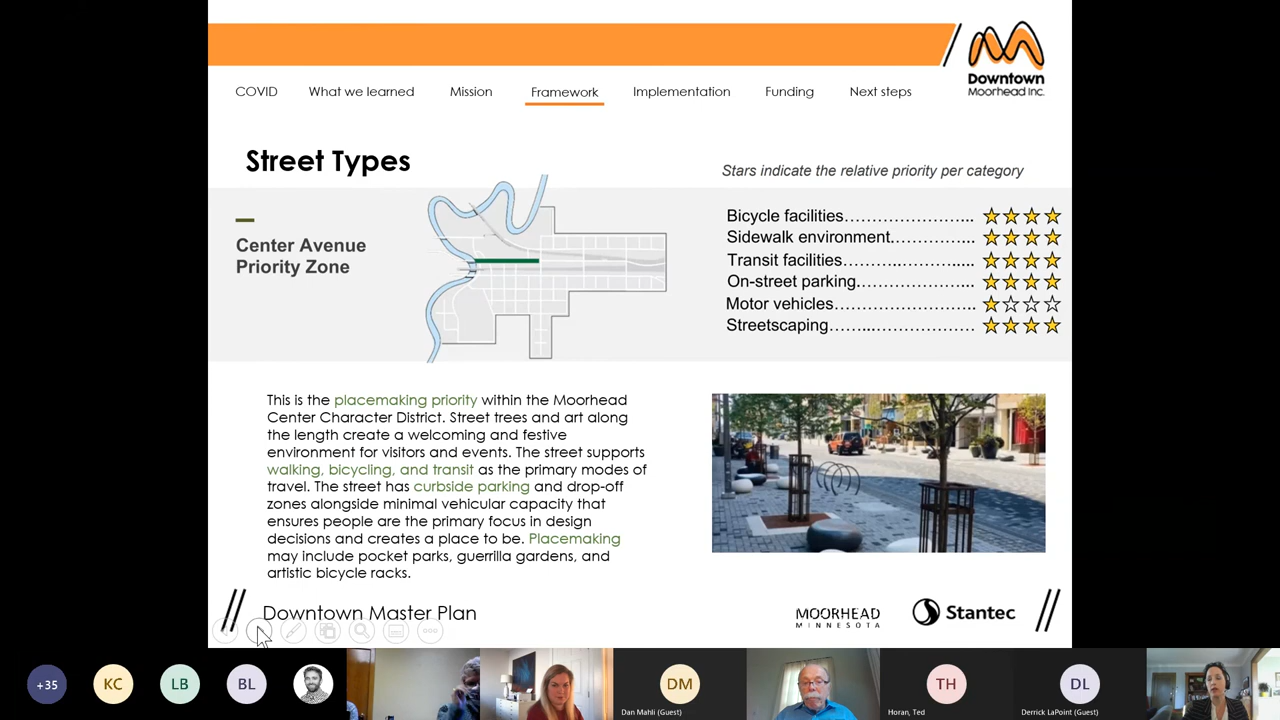 Downtown
Moorhead Inc.
COVID What we learned Mission Framework Implementation Funding Next steps
Street Types
Stars indicate the relative priority per category
Center Avenue
Priority Zone
Bicycle facilities
Sidewalk environment
Transit facilities
On-street parking
Motor vehicles
Streetscaping
This is the placemaking priority within the Moorhead
Center Character District. Street trees and art along
the length create a welcoming and festive
environment for visitors and events. The street supports
walking, bicycling, and transit as the primary modes of
travel. The street has curbside parking and drop-off
zones alongside minimal vehicular capacity that
ensures people are the primary focus in design
decisions and creates a place to be. Placemaking
may include pocket parks, guerrilla gardens, and
artistic bicycle racks.
Downtown Master Plan
MOORHEAD
MINNESOTA
Stantec
+35 KC LB BL DM TH DL
Dan Mahli (Guest) Horan, Ted Derrick LaPoint (Guest)